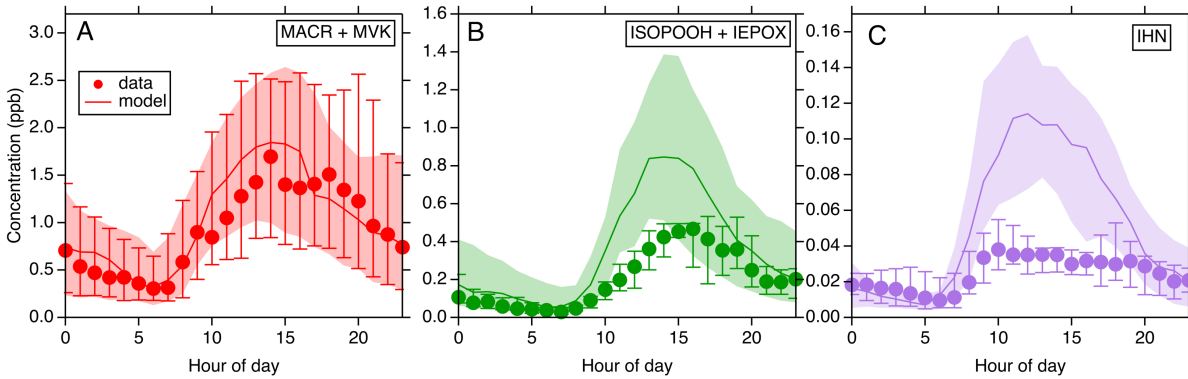 A
MACR + MVK
data
model
Concentration (ppb)
3.0
2.5
2.0
1.5
1.0
0.5
0.0
0 5 10 15 20
Hour of day
B
ISOPOOH + IEPOX
1.6
1.4
1.2
1.0
0.8
0.6
0.4
0.2
0.0
0 5 10 15 20
Hour of day
C
IHN
0.16
0.14
0.12
0.10
0.08
0.06
0.04
0.02
0.00
0 5 10 15 20
Hour of day